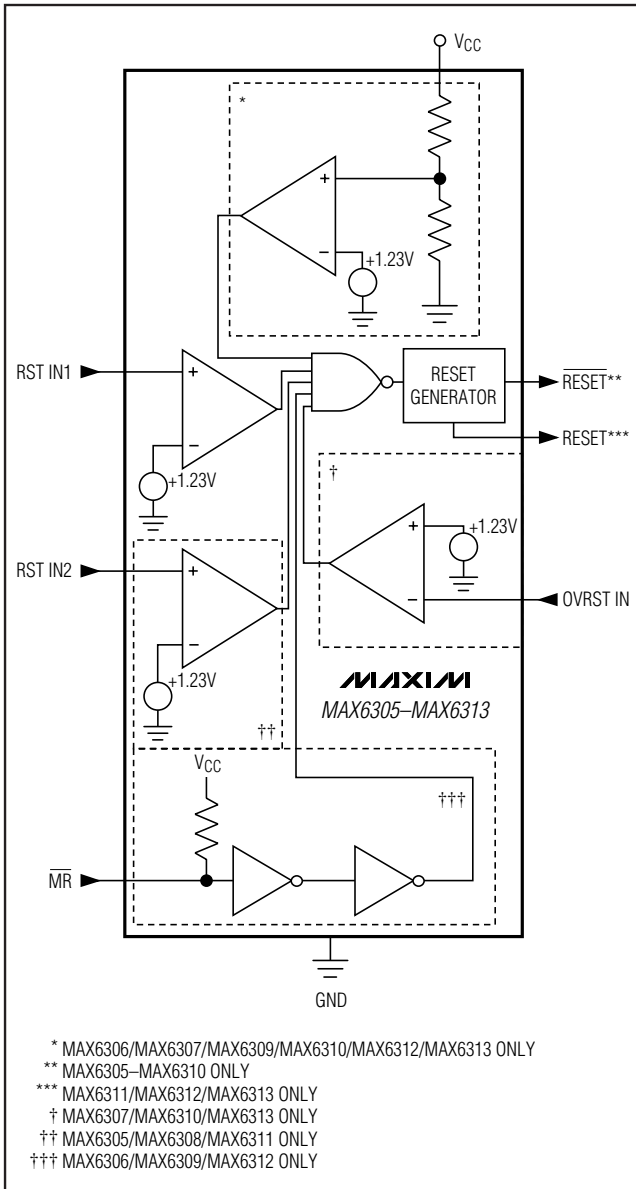 VCC
*
+
−
+1.23V
RST IN1
+
−
+1.23V
RESET
GENERATOR
RESET**
RESET***
†
+
−
+1.23V
OVRST IN
RST IN2
+
−
+1.23V
††
MAXIM
MAX6305–MAX6313
VCC
†††
MR
GND
* MAX6306/MAX6307/MAX6309/MAX6310/MAX6312/MAX6313 ONLY
** MAX6305–MAX6310 ONLY
*** MAX6311/MAX6312/MAX6313 ONLY
† MAX6307/MAX6310/MAX6313 ONLY
†† MAX6305/MAX6308/MAX6311 ONLY
††† MAX6306/MAX6309/MAX6312 ONLY